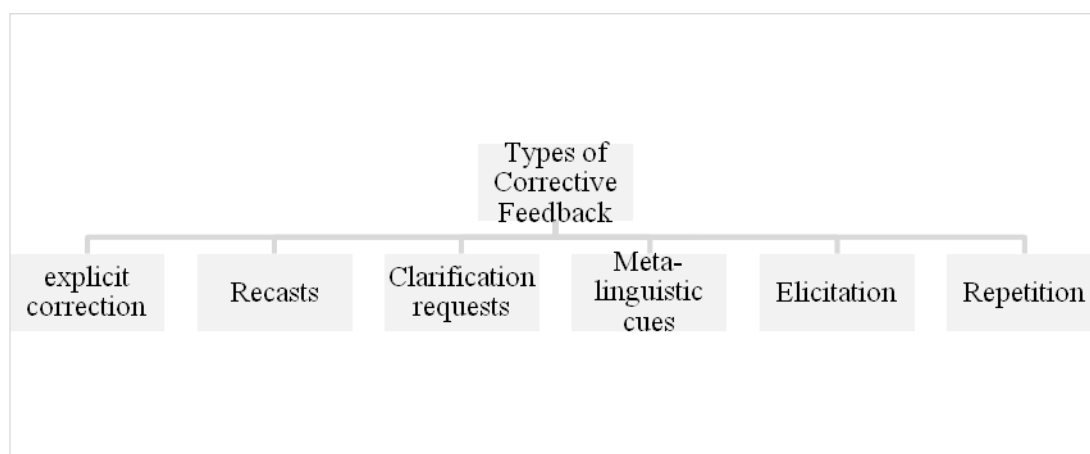 Types of
Corrective
Feedback
explicit
correction
Recasts
Clarification
requests
Meta-
linguistic
cues
Elicitation
Repetition